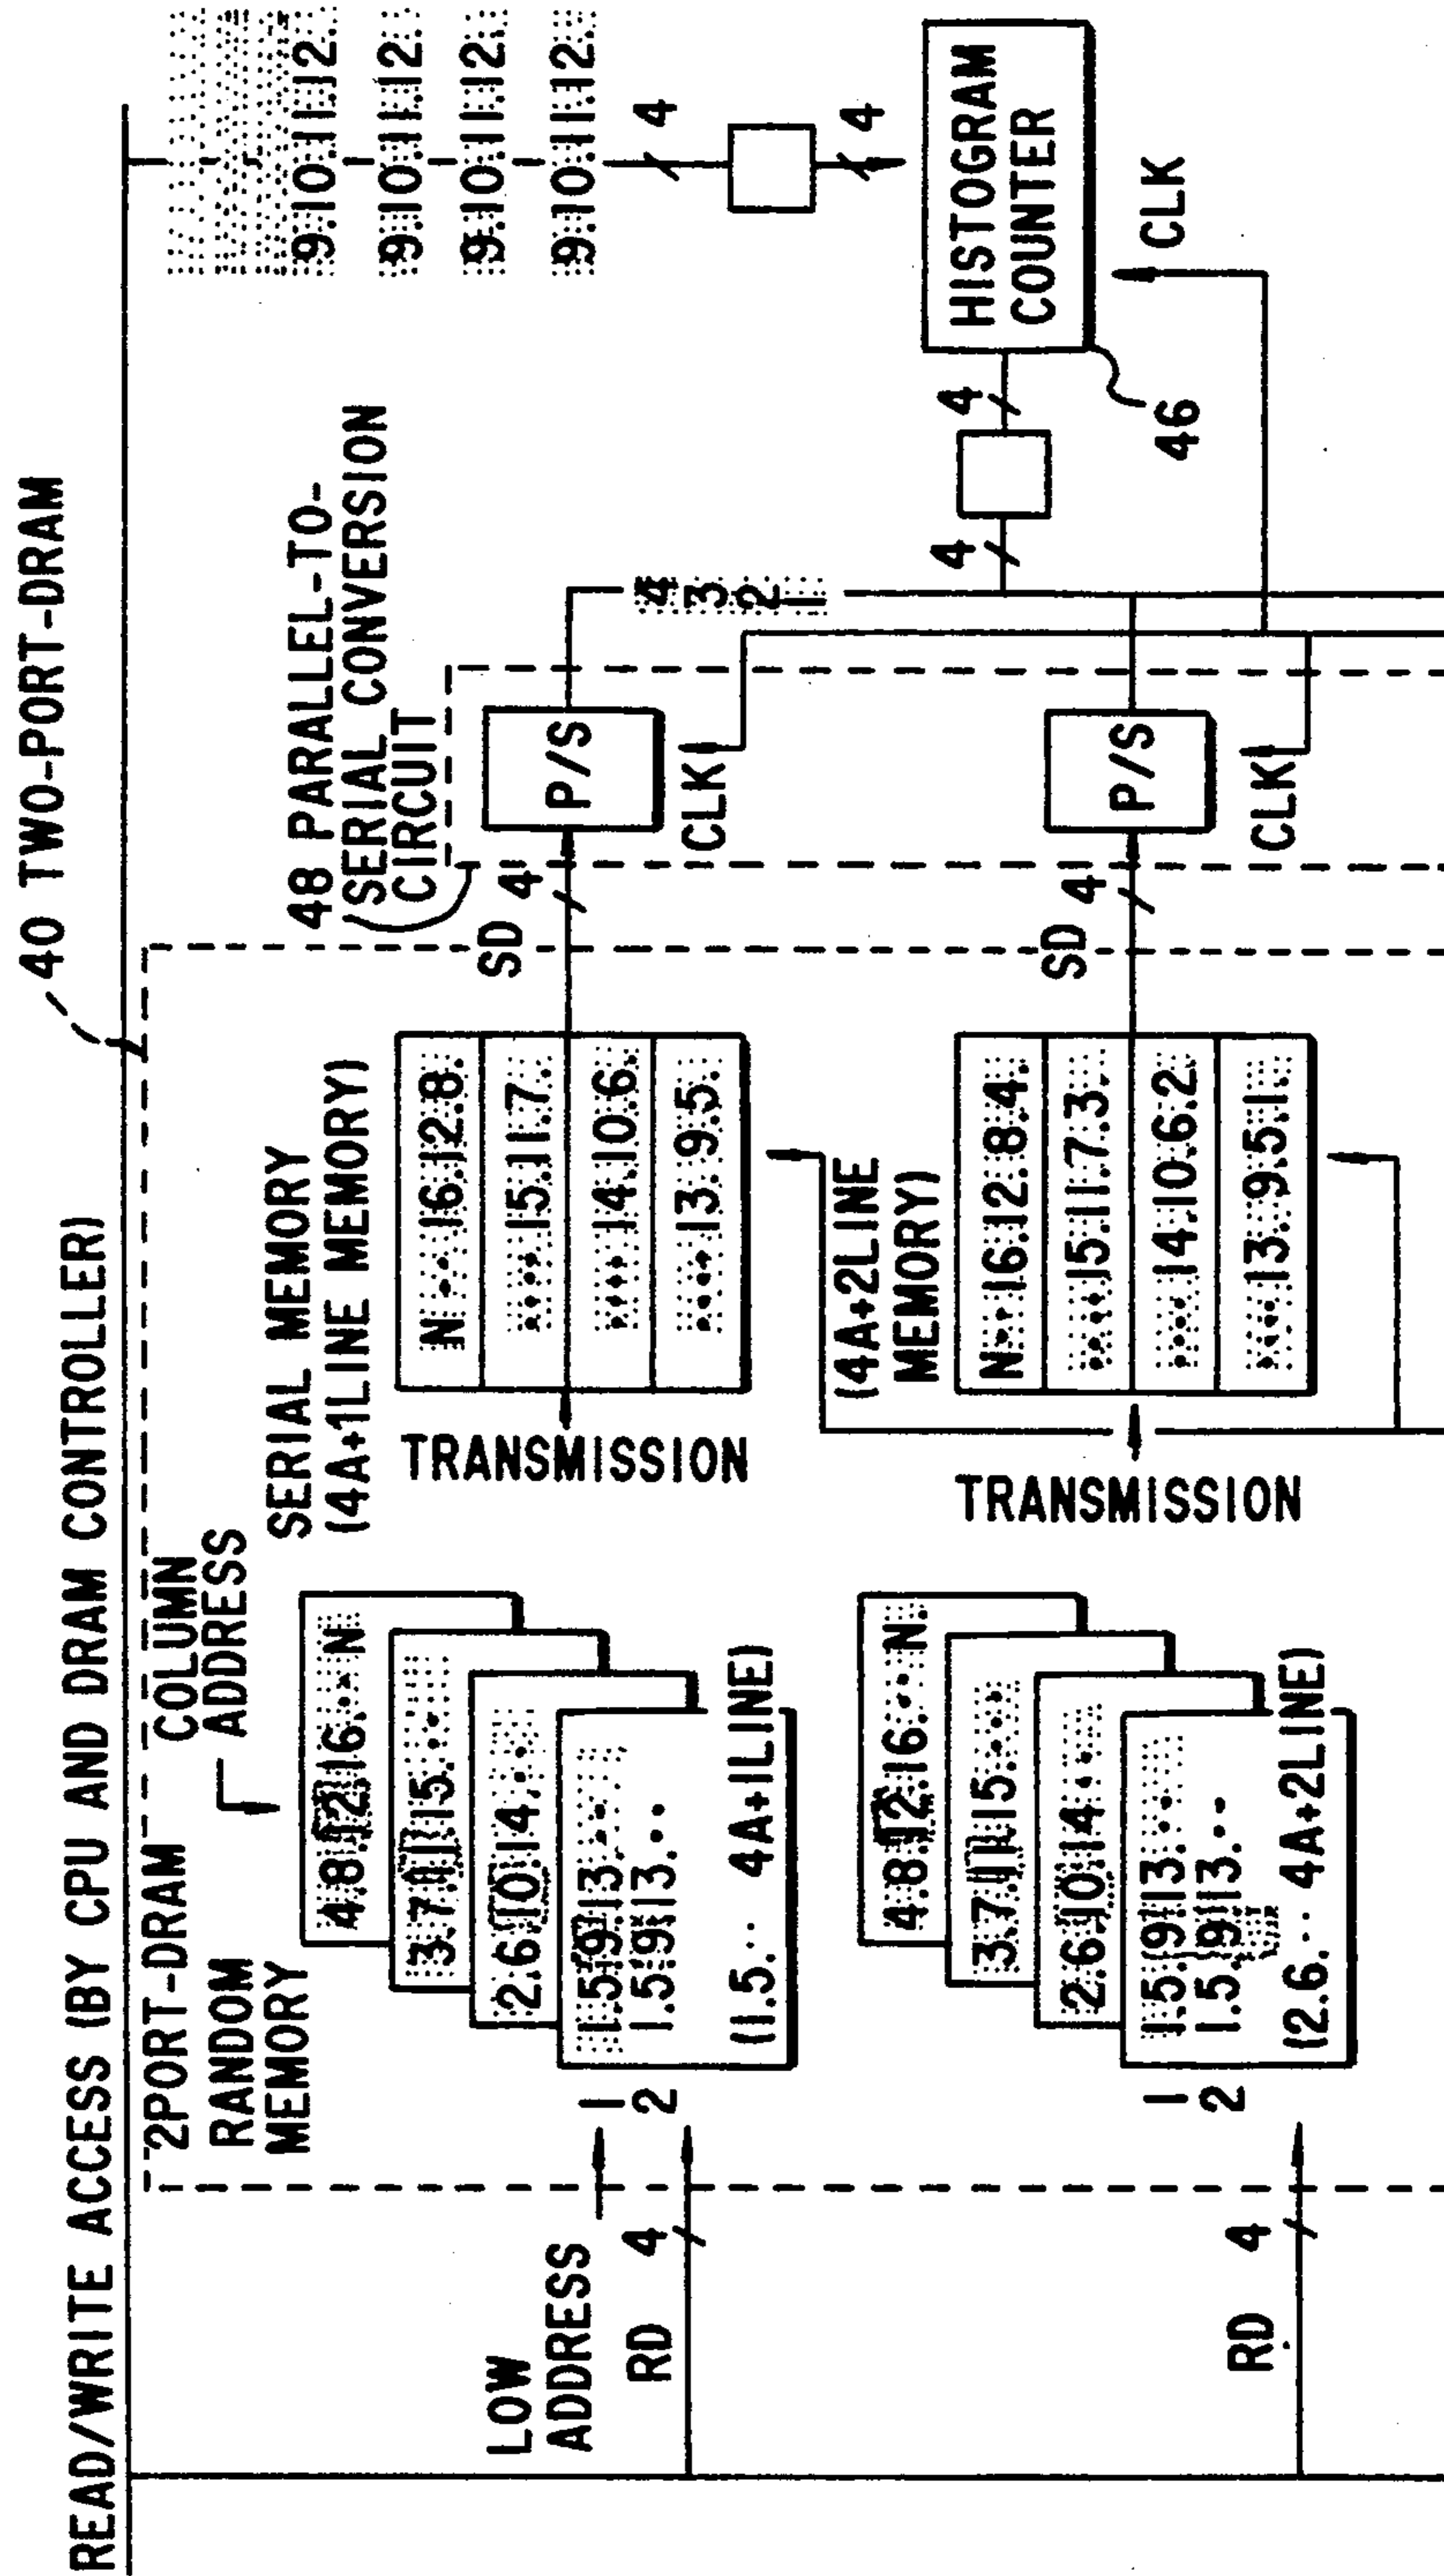 READ/WRITE ACCESS (BY CPU AND DRAM CONTROLLER)
40 TWO-PORT-DRAM
2PORT-DRAM
RANDOM
MEMORY
COLUMN
ADDRESS
SERIAL MEMORY
(4A+1LINE MEMORY)
48 PARALLEL-TO-
SERIAL CONVERSION
CIRCUIT
9.10.11.12.
9.10.11.12.
9.10.11.12.
9.10.11.12.
4
4
HISTOGRAM
COUNTER
CLK
46
4
4
4 3 2 1
LOW
ADDRESS
RD 4
1
2
4.8.12.16... N
3.7.11.15...
2.6.10.14...
1.5.9.13...
1.5.9.13...
(1.5... 4A+1LINE)
TRANSMISSION
N...16.12.8.
....15.11.7.
....14.10.6.
....13.9.5.
SD 4
P/S
CLK
RD 4
1
2
4.8.12.16...N.
3.7.11.15...
2.6.10.14...
1.5.9.13...
1.5.9.13...
(2.6... 4A+2LINE)
(4A+2LINE
MEMORY)
TRANSMISSION
N...16.12.8.4.
....15.11.7.3.
....14.10.6.2
....13.9.5.1.
SD 4
P/S
CLK